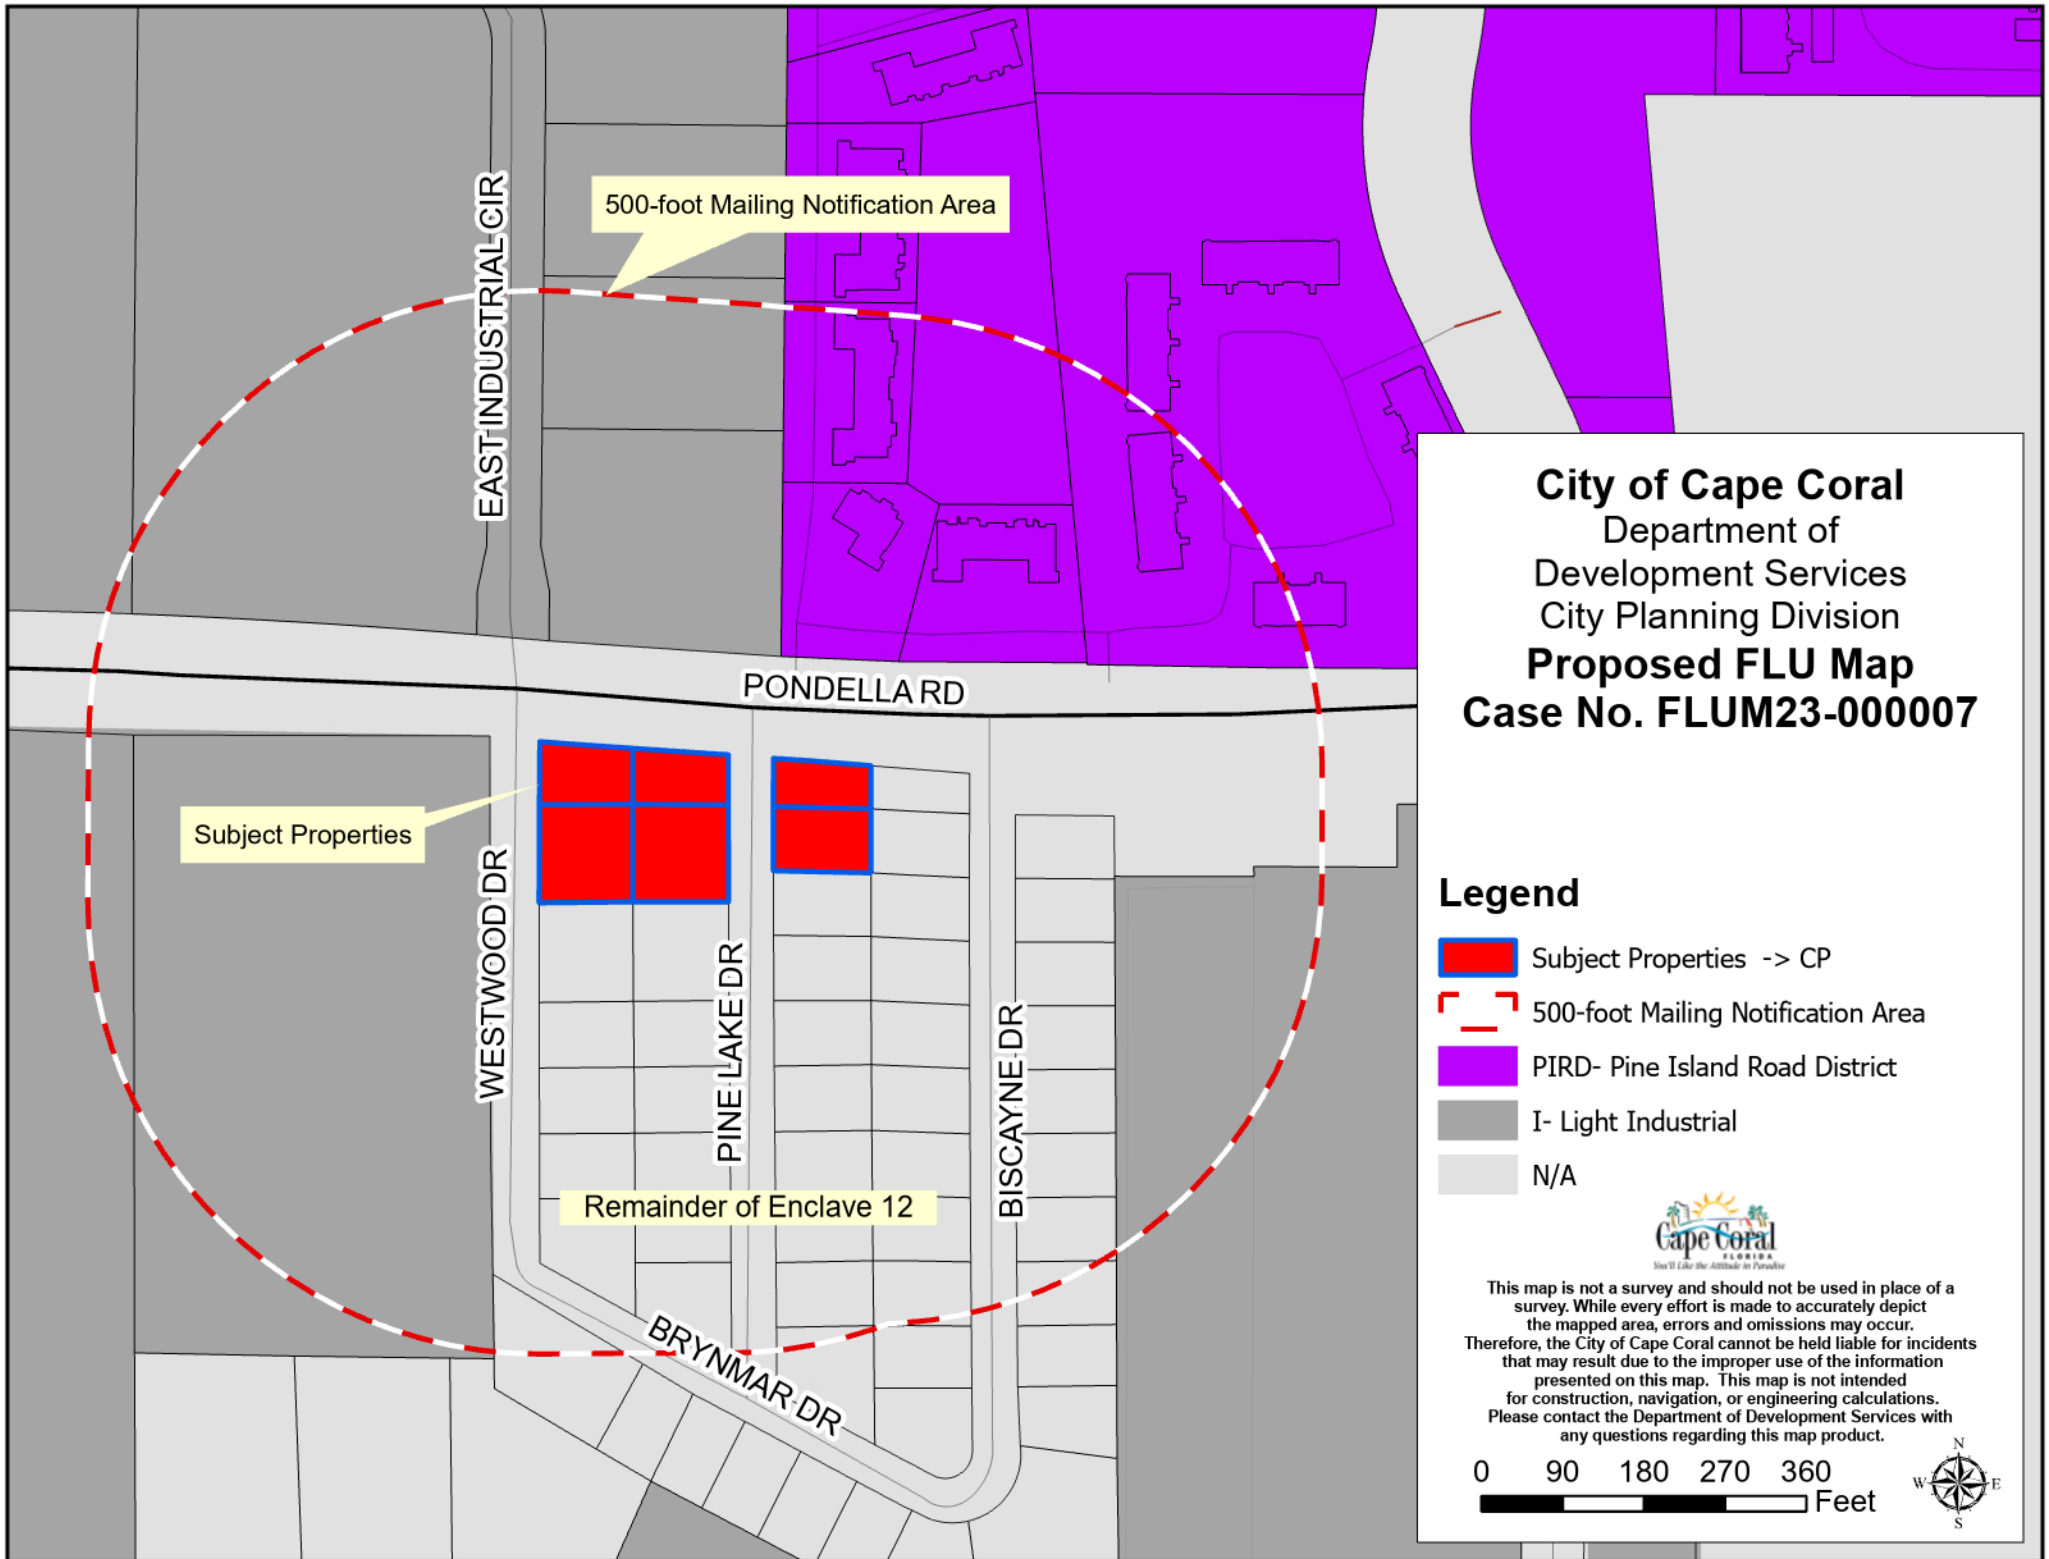 500-foot Mailing Notification Area
EAST INDUSTRIAL CIR
PONDELLA RD
Subject Properties
WESTWOOD DR
PINE LAKE DR
BISCAYNE DR
Remainder of Enclave 12
BRYNMAR DR
City of Cape Coral
Department of
Development Services
City Planning Division
Proposed FLU Map
Case No. FLUM23-000007
Legend
Subject Properties -> CP
500-foot Mailing Notification Area
PIRD- Pine Island Road District
I- Light Industrial
N/A
Cape Coral
FLORIDA
You'll Like the Attitude in Paradise
This map is not a survey and should not be used in place of a
survey. While every effort is made to accurately depict
the mapped area, errors and omissions may occur.
Therefore, the City of Cape Coral cannot be held liable for incidents
that may result due to the improper use of the information
presented on this map. This map is not intended
for construction, navigation, or engineering calculations.
Please contact the Department of Development Services with
any questions regarding this map product.
0 90 180 270 360
Feet
N
W E
S